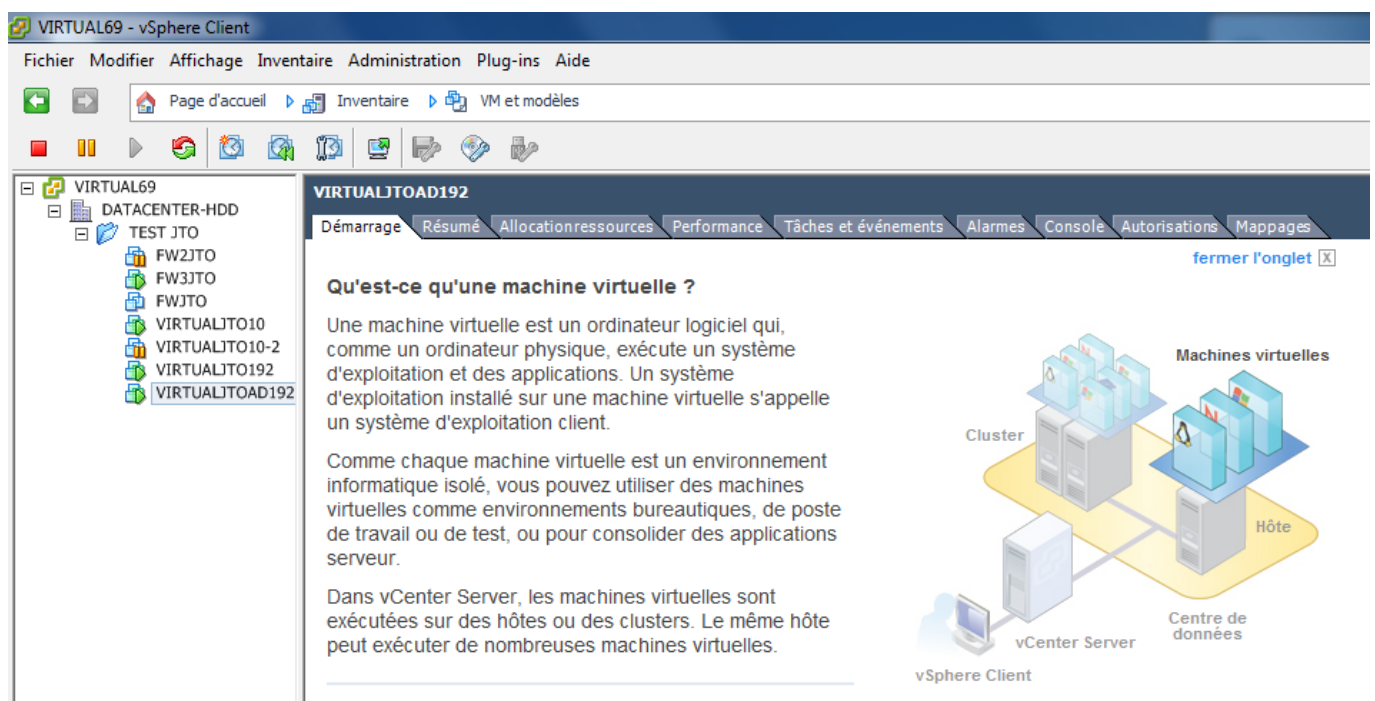 VIRTUAL69 - vSphere Client
Fichier Modifier Affichage Inventaire Administration Plug-ins Aide
Page d'accueil Inventaire VM et modèles
VIRTUAL69
DATACENTER-HDD
TEST JTO
FW2JTO
FW3JTO
FWJTO
VIRTUALJTO10
VIRTUALJTO10-2
VIRTUALJTO192
VIRTUALJTOAD192
VIRTUALJTOAD192
Démarrage Résumé Allocation ressources Performance Tâches et événements Alarmes Console Autorisations Mappages
fermer l'onglet X
Qu'est-ce qu'une machine virtuelle ?
Une machine virtuelle est un ordinateur logiciel qui,
comme un ordinateur physique, exécute un système
d'exploitation et des applications. Un système
d'exploitation installé sur une machine virtuelle s'appelle
un système d'exploitation client.
Comme chaque machine virtuelle est un environnement
informatique isolé, vous pouvez utiliser des machines
virtuelles comme environnements bureautiques, de poste
de travail ou de test, ou pour consolider des applications
serveur.
Dans vCenter Server, les machines virtuelles sont
exécutées sur des hôtes ou des clusters. Le même hôte
peut exécuter de nombreuses machines virtuelles.
Machines virtuelles
Cluster
Hôte
Centre de
données
vCenter Server
vSphere Client